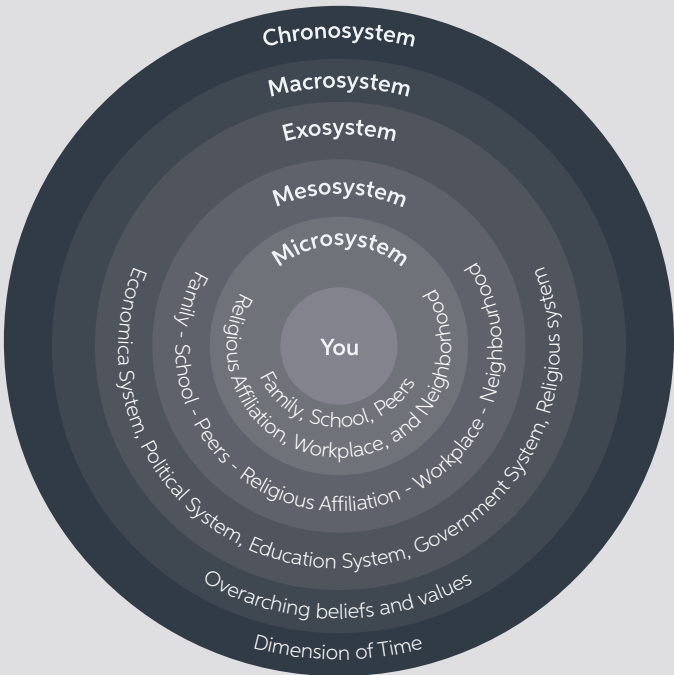 Chronosystem
Macrosystem
Exosystem
Mesosystem
Microsystem
You
Family, School, Peers
Religious Affiliation, Workplace, and Neighborhood
Family - School - Peers - Religious Affiliation - Workplace - Neighbourhood
Economica System, Political System, Education System, Government System, Religious system
Overarching beliefs and values
Dimension of Time